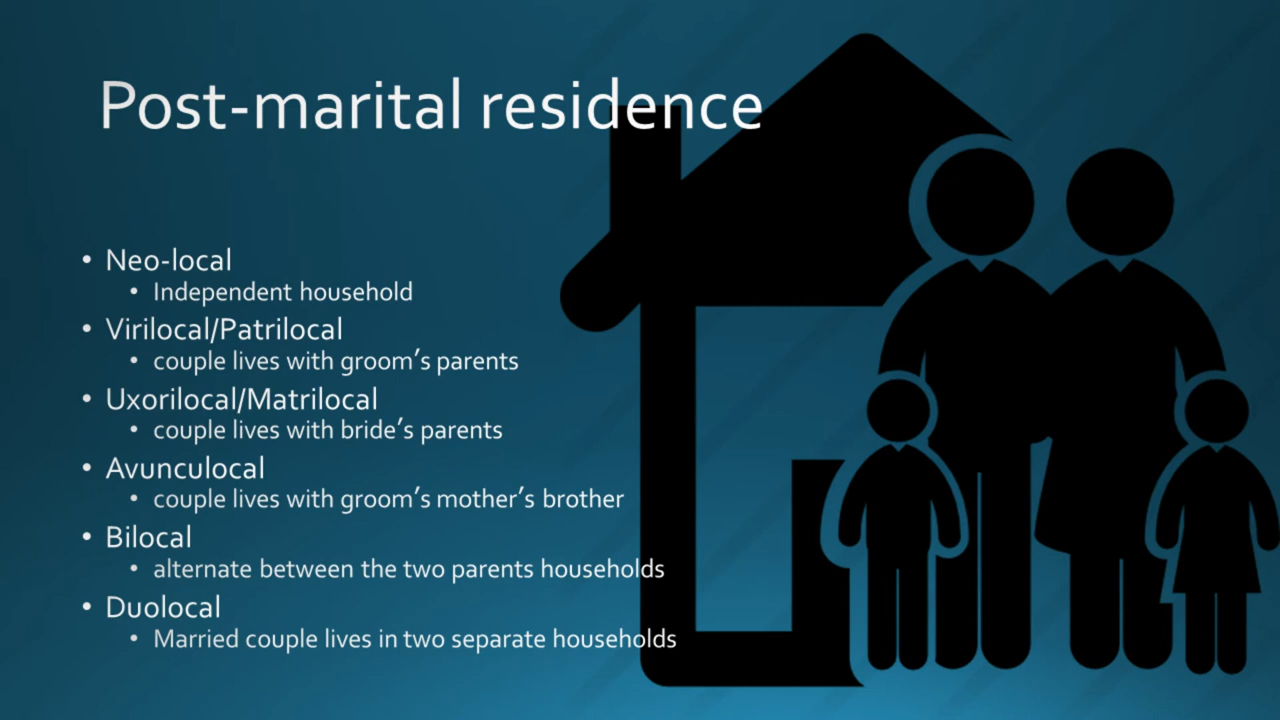 Post-marital residence
• Neo-local
• Independent household
• Virilocal/Patrilocal
• couple lives with groom’s parents
• Uxorilocal/Matrilocal
• couple lives with bride’s parents
• Avunculocal
• couple lives with groom’s mother’s brother
• Bilocal
• alternate between the two parents households
• Duolocal
• Married couple lives in two separate households